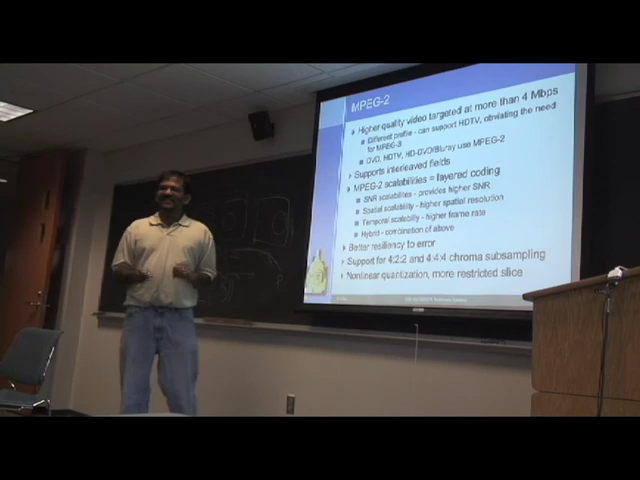 MPEG-2
Higher quality video targeted at more than 4 Mbps
Different profile - can support HDTV, obviating the need
for MPEG-3
DVD, HDTV, HD-DVD/Bluray use MPEG-2
Supports interleaved fields
MPEG-2 scalabilities = layered coding
SNR scalabilities - provides higher SNR
Spatial scalability - higher spatial resolution
Temporal scalability - higher frame rate
Hybrid - combination of above
Better resiliency to error
Support for 4:2:2 and 4:4:4 chroma subsampling
Nonlinear quantization, more restricted slice